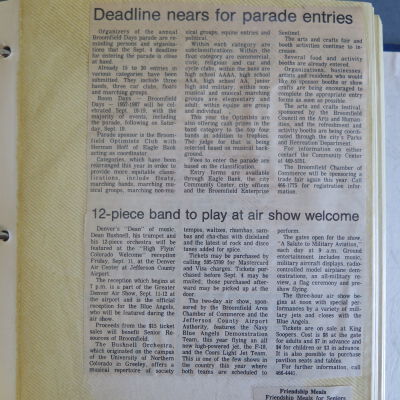 Deadline nears for parade entries
Organizers of the annual
Broomfield Days parade are re-
minding persons and organiza-
tions that the Sept. 4 deadline
for entering the parade is close
at hand.
Already 15 to 20 entries in
various categories have been
submitted. They include three
bands, three car clubs, floats
and marching groups.
Broomfield
Days - 1887-1987 will be cel-
ebrated Sept. 18-19, with the
majority of events, including
the parade, following on Satur-
day, Sept. 19.
Parade sponsor is the Broom-
field Optimists Club with
Herman Hoff of Eagle Bank
acting as coordinator.
Categories, which have been
rearranged this year in order to
provide more equitable classi-
fications, include floats,
marching bands, marching mu-
sical groups, marching non-mu-
sical groups, equine entries and
political.
Within each category are
subclassifications. Within the
float category are commercial,
civic, religious and car and
cycle clubs; within the band are
high school AAAA, high school
AAA, high school AA, junior
high and military; within non-
musical and musical marching
groups are elementary and
adult; within equine are group
and individual.
This year the Optimists are
also offering cash prizes in the
band category to the top four
bands in addition to trophies.
The judge for that is being
selected based on musical back-
ground.
Fees to enter the parade are
based on the classification.
Entry forms are available
through Eagle Bank, the city
Community Center, city offices
and the Broomfield Enterprise
Sentinel.
The arts and crafts fair and
booth activities continue to in-
crease.
Several food and activity
booths are already entered.
Organizations, businesses,
artists and residents who would
like to sponsor booths or show
crafts are being encouraged to
complete the appropriate entry
forms as soon as possible.
The arts and crafts festival,
sponsored by the Broomfield
Council on the Arts and Human-
ities, and the refreshment and
activity booths are being coordi-
nated through the city's Parks
and Recreation Department.
For information on either
contact the Community Center
at 469-5351.
The Broomfield Chamber of
Commerce will be sponsoring a
trade fair again this year. Call
466-1775 for registration infor-
mation.
12-piece band to play at air show welcome
Denver's "Dean" of music,
Dean Bushnell, his trumpet and
his 12-piece orchestra will be
featured at the "High Flyin'
Colorado Welcome" reception
Friday, Sept. 11, at the Denver
Air Center at Jefferson County
Airport.
The reception which begins at
7 p.m. is a part of the Greater
Denver Air Show, Sept. 11-13 at
the airport and is the official
reception for the Blue Angels,
who will be featured during the
air show.
Proceeds from the $15 ticket
sales will benefit Senior Re-
sources of Broomfield.
The Bushnell Orchestra,
which originated on the campus
of the University of Northern
Colorado in Greeley, offers a
musical repertoire of society
tempos, waltzes, rhumbas, sam-
bas and cha-chas with dixieland
and the latest of rock and disco
tunes added for spice.
Tickets may be purchased by
calling 585-3789 for Mastercard
and Visa charges. Tickets pur-
chased before Sept. 8 may be
mailed; those purchased after-
ward may be picked up at the
door.
The two-day air show, spon-
sored by the Broomfield Area
Chamber of Commerce and the
Jefferson County Airport
Authority, features the Navy
Blue Angels Demonstration
Team, this year flying in all
new high-powered jet, the F-18,
and the Coors Light Jet Team.
This is one of the few shows in
the country this year where
both teams are scheduled to
perform.
The gates open for the show,
"A Salute to Military Aviation,"
each day at 9 a.m. Ground
entertainment includes music,
military aircraft displays, radio-
controlled model airplane dem-
onstrations, an all-military re-
view, a flag ceremony and pre-
show flying.
The three-hour air show be-
gins at noon with special per-
formances by a variety of mili-
tary jets and closes with the
Blue Angels.
Tickets are on sale at King
Soopers. Cost is $8 at the gate
for adults and $7 in advance and
$4 for children or $3 in advance.
It is also possible to purchase
pavilion seats and tables.
For further information, call
466-4445.
Friendship Meals
Friendship Meals for Seniors